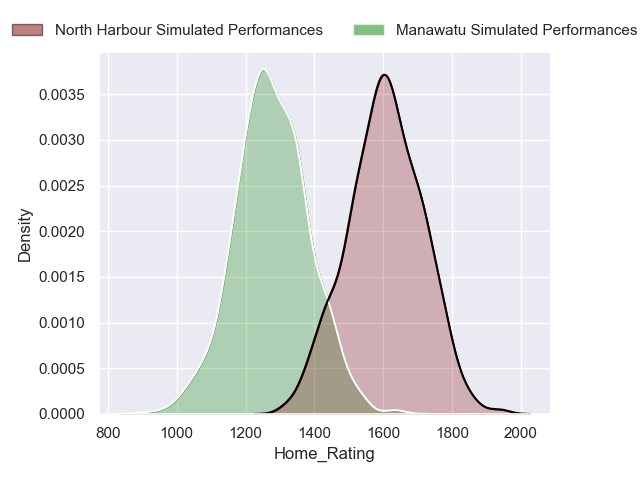 North Harbour Simulated Performances
Manawatu Simulated Performances
0.0035
0.0030
0.0025
0.0020
0.0015
0.0010
0.0005
0.0000
Density
800 1000 1200 1400 1600 1800 2000
Home_Rating